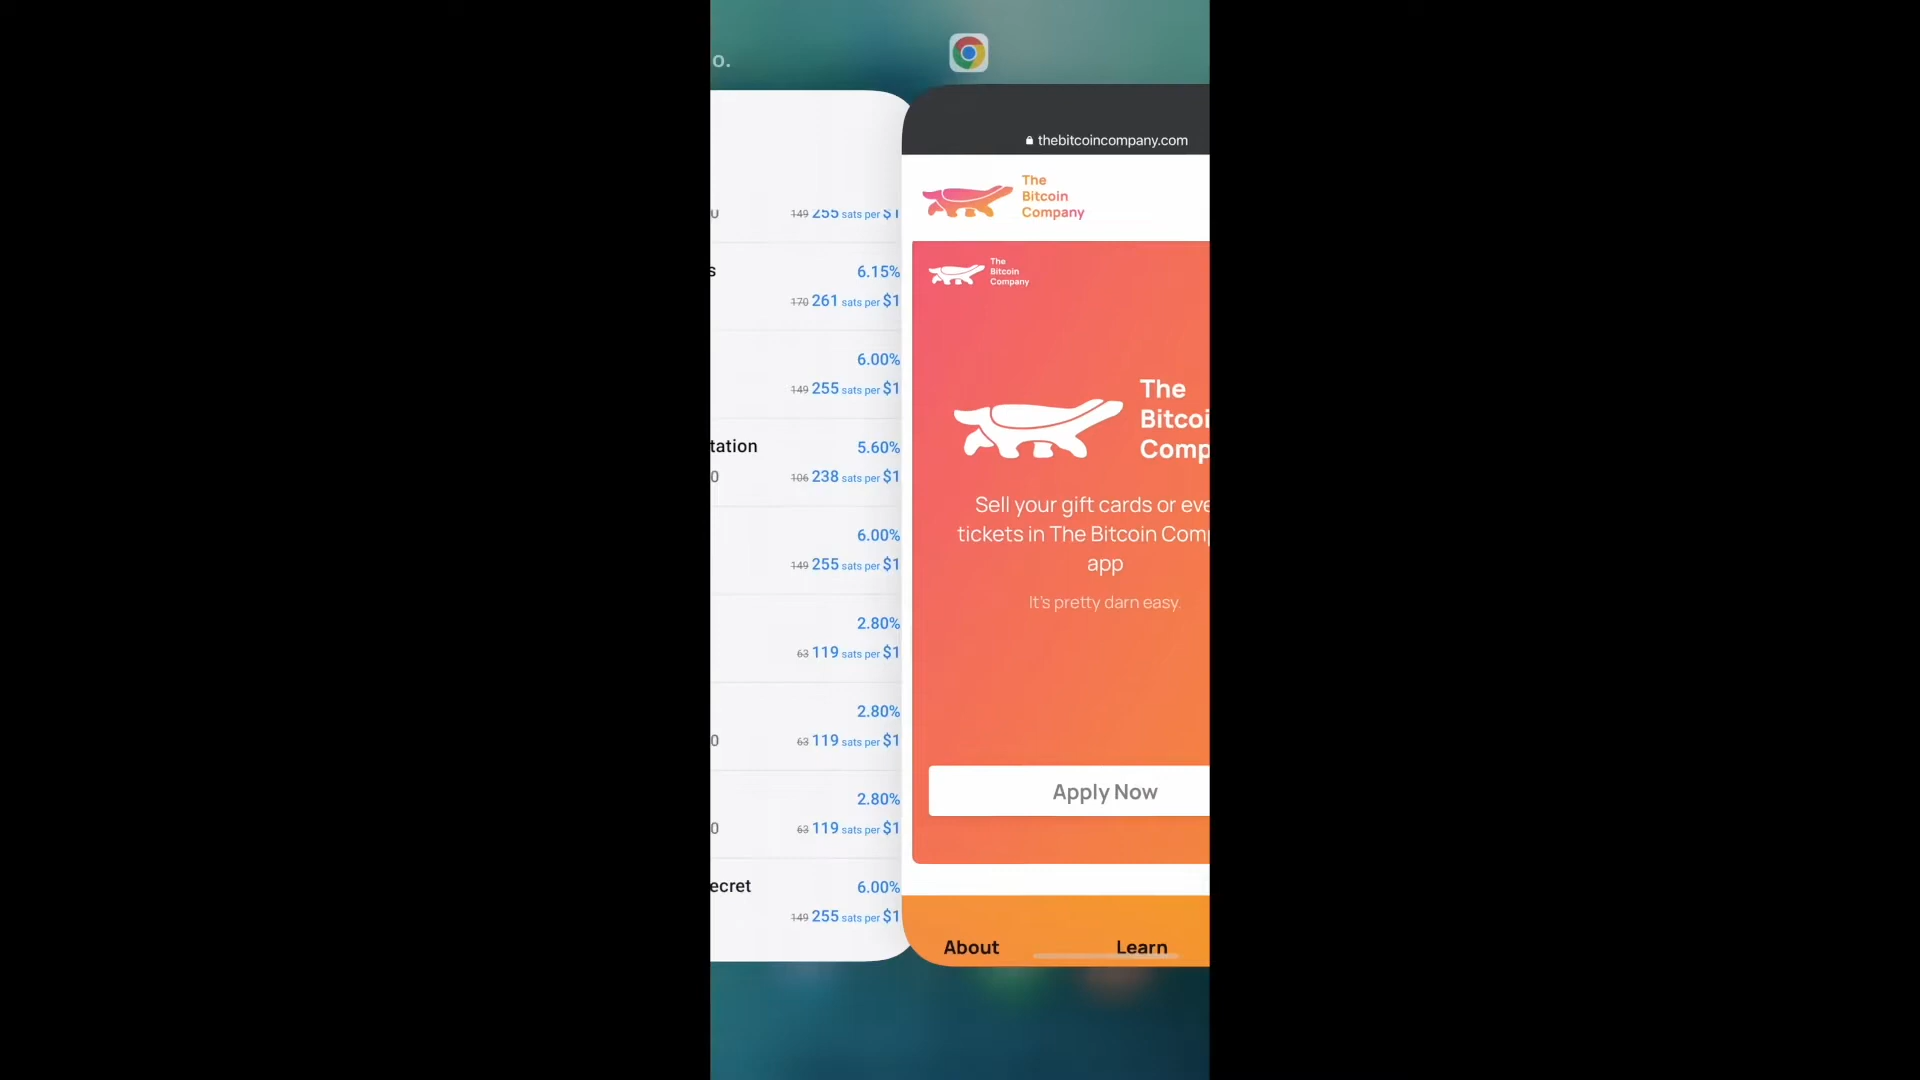 o.
149 255 sats per $1
s 6.15%
170 261 sats per $1
6.00%
149 255 sats per $1
tation 5.60%
0 106 238 sats per $1
6.00%
149 255 sats per $1
2.80%
63 119 sats per $1
2.80%
0 63 119 sats per $1
2.80%
0 63 119 sats per $1
ecret 6.00%
149 255 sats per $1
thebitcoincompany.com
The
Bitcoin
Company
The
Bitcoin
Company
The
Bitcoi
Comp
Sell your gift cards or eve
tickets in The Bitcoin Comp
app
It's pretty darn easy.
Apply Now
About Learn